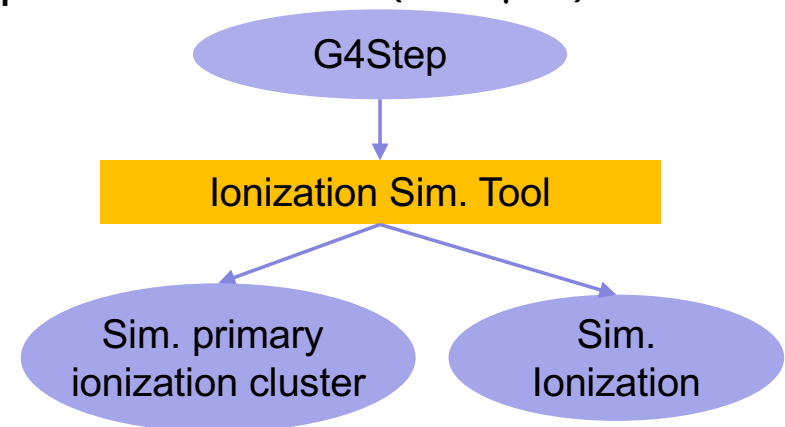 G4Step
Ionization Sim. Tool
Sim. primary
ionization cluster
Sim.
Ionization